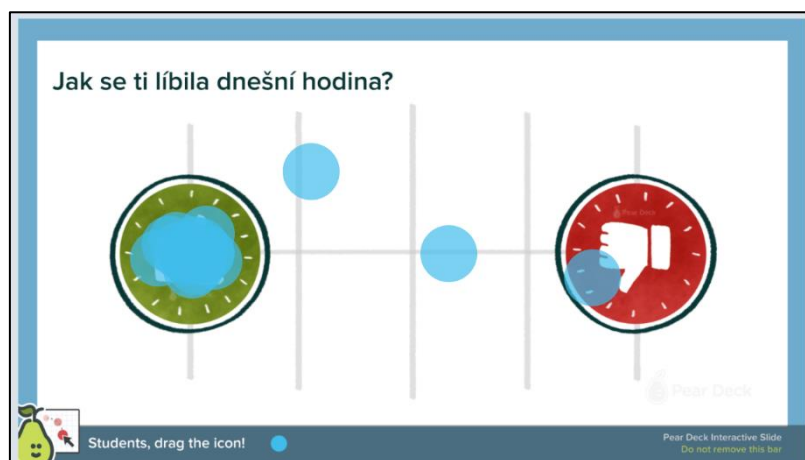 Jak se ti líbila dnešní hodina?
Pear Deck
Pear Deck
Students, drag the icon!
Pear Deck Interactive Slide
Do not remove this bar